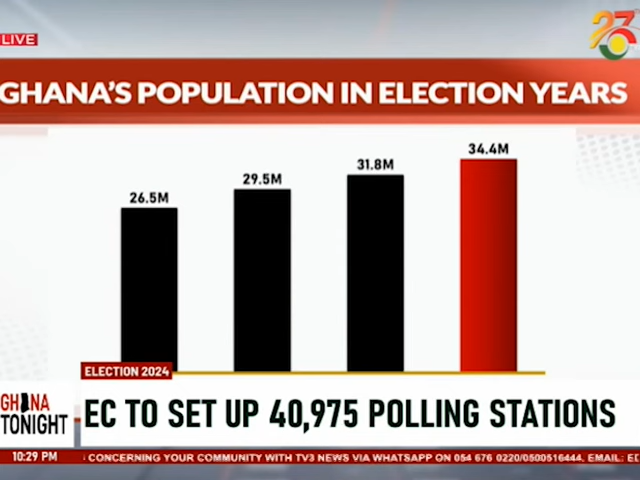 LIVE
23
GHANA'S POPULATION IN ELECTION YEARS
26.5M
29.5M
31.8M
34.4M
ELECTION 2024
GHANA
TONIGHT
EC TO SET UP 40,975 POLLING STATIONS
10:29 PM
CONCERNING YOUR COMMUNITY WITH TV3 NEWS VIA WHATSAPP ON 054 676 0220/0500516444. EMAIL: ED